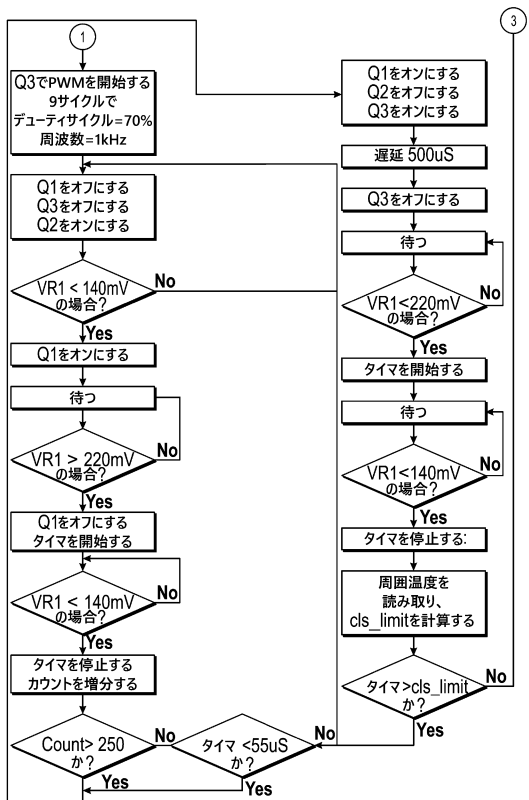 1
Q3でPWMを開始する
9サイクルで
デューティサイクル=70%
周波数=1kHz
Q1をオフにする
Q3をオフにする
Q2をオンにする
VR1 < 140mV
の場合?
No
Yes
Q1をオンにする
待つ
VR1 > 220mV
の場合?
No
Yes
Q1をオフにする
タイマを開始する
VR1 < 140mV
の場合?
No
Yes
タイマを停止する
カウントを増分する
Count> 250
か?
No
Yes
タイマ <55uS
か?
No
Yes
3
Q1をオンにする
Q2をオフにする
Q3をオンにする
遅延 500uS
Q3をオフにする
待つ
VR1<220mV
の場合?
No
Yes
タイマを開始する
待つ
VR1<140mV
の場合?
No
Yes
タイマを停止する:
周囲温度を
読み取り、
cls_limitを計算する
タイマ>cls_limit
か?
No
Yes